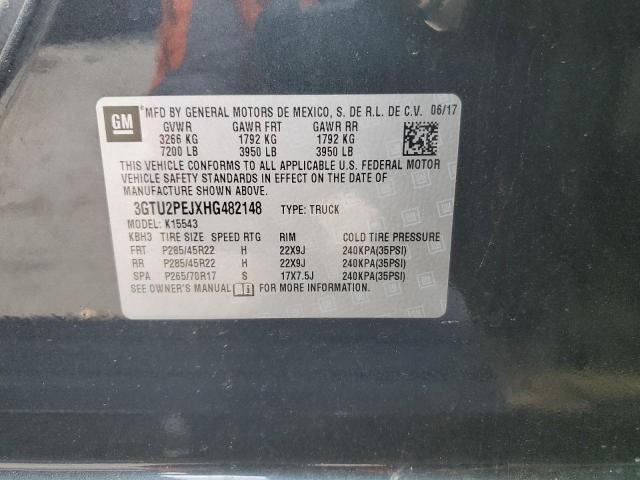 GM
MFD BY GENERAL MOTORS DE MEXICO, S. DE R.L. DE C.V. 06/17
GVWR GAWR FRT GAWR RR
3266 KG 1792 KG 1792 KG
7200 LB 3950 LB 3950 LB
THIS VEHICLE CONFORMS TO ALL APPLICABLE U.S. FEDERAL MOTOR
VEHICLE SAFETY STANDARDS IN EFFECT ON THE DATE OF
MANUFACTURE SHOWN ABOVE.
3GTU2PEJXHG482148 TYPE: TRUCK
MODEL: K15543
KBH3 TIRE SIZE SPEED RTG RIM COLD TIRE PRESSURE
FRT P285/45R22 H 22X9J 240KPA(35PSI)
RR P285/45R22 H 22X9J 240KPA(35PSI)
SPA P265/70R17 S 17X7.5J 240KPA(35PSI)
SEE OWNER'S MANUAL FOR MORE INFORMATION.